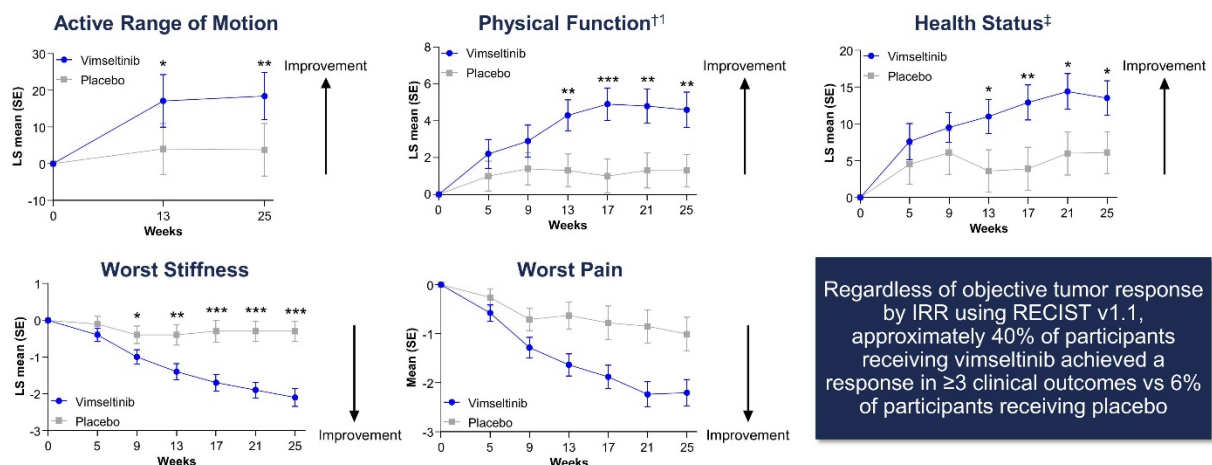 Active Range of Motion
LS mean (SE)
30
20
10
0
-10
Vimseltinib
Placebo
*
**
Improvement
0
13
25
Weeks
Physical Function†1
LS mean (SE)
8
6
4
2
0
Vimseltinib
Placebo
**
***
**
**
Improvement
0
5
9
13
17
21
25
Weeks
Health Status‡
LS mean (SE)
20
15
10
5
0
Vimseltinib
Placebo
*
**
*
*
Improvement
0
5
9
13
17
21
25
Weeks
Worst Stiffness
LS mean (SE)
1
0
-1
-2
-3
*
**
***
***
***
Vimseltinib
Placebo
Improvement
0
5
9
13
17
21
25
Weeks
Worst Pain
Mean (SE)
0
-1
-2
-3
Vimseltinib
Placebo
Improvement
0
5
9
13
17
21
25
Weeks
Regardless of objective tumor response
by IRR using RECIST v1.1,
approximately 40% of participants
receiving vimseltinib achieved a
response in ≥3 clinical outcomes vs 6%
of participants receiving placebo